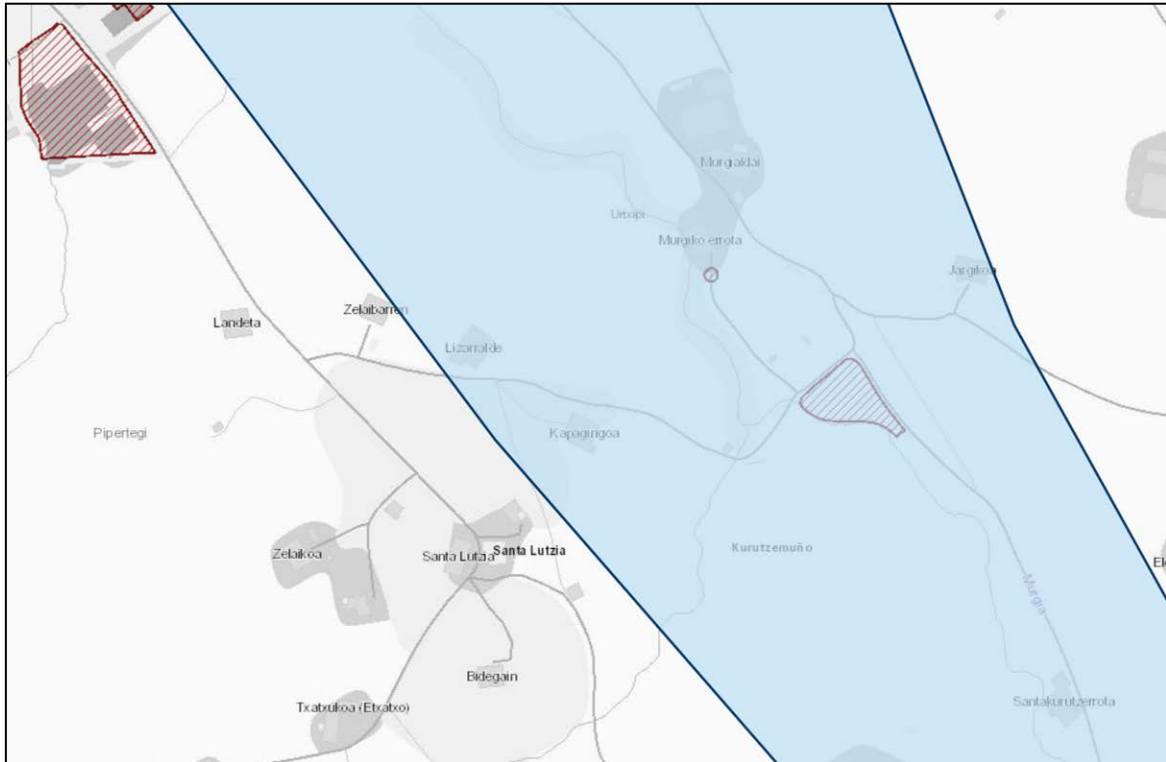 Murgialdai
Urtxipi
Murgiko errota
Jargikoa
Zelaibarren
Landeta
Lizarralde
Pipertegi
Kapagirigoa
Zelaikoa
Santa Lutzia
Santa Lutzia
Kurutzemuño
Murgia
Bidegain
Txatxukoa (Etxatxo)
Santakurutzerrota